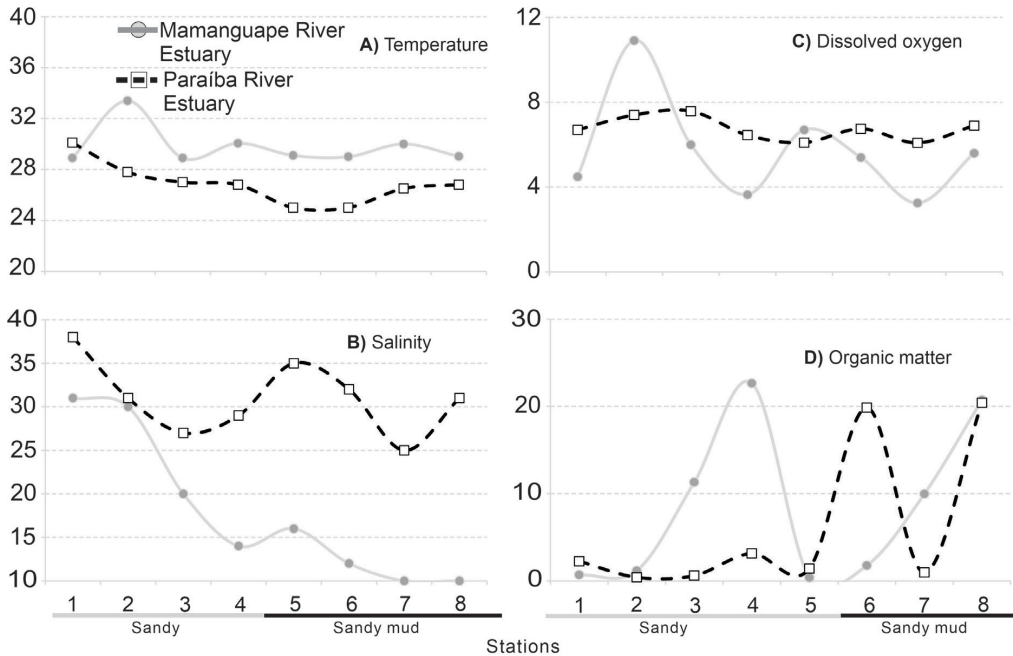 40
36
32
28
24
20
Mamanguape River
Estuary
Paraíba River
Estuary
A) Temperature
12
8
4
0
C) Dissolved oxygen
40
35
30
25
20
15
10
B) Salinity
1 2 3 4 5 6 7 8
Sandy Sandy mud
30
20
10
0
D) Organic matter
1 2 3 4 5 6 7 8
Sandy Sandy mud
Stations